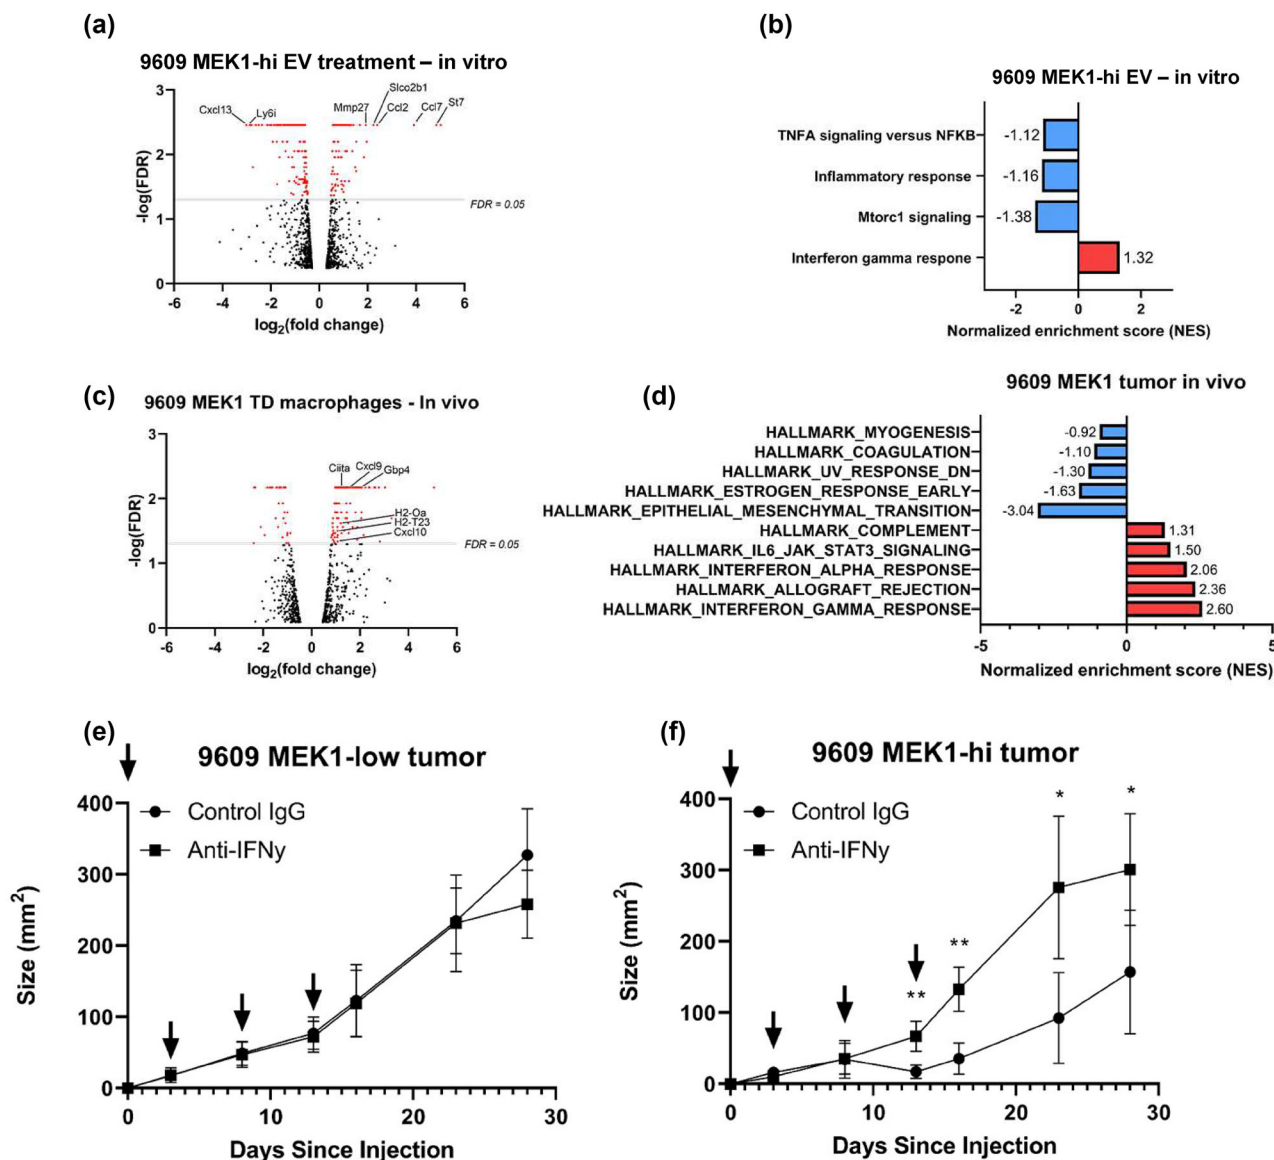 (a)
9609 MEK1-hi EV treatment – in vitro
3
2
1
0
-log(FDR)
Cxcl13
Ly6i
Mmp27
Slco2b1
Ccl2
Ccl7
St7
FDR = 0.05
-6 -4 -2 0 2 4 6
log2(fold change)
(b)
9609 MEK1-hi EV – in vitro
TNFA signaling versus NFKB
-1.12
Inflammatory response
-1.16
Mtorc1 signaling
-1.38
Interferon gamma respone
1.32
-2 0 2
Normalized enrichment score (NES)
(c)
9609 MEK1 TD macrophages - In vivo
3
2
1
0
-log(FDR)
Ciita
Cxcl9
Gbp4
H2-Oa
H2-T23
Cxcl10
FDR = 0.05
-6 -4 -2 0 2 4 6
log2(fold change)
(d)
9609 MEK1 tumor in vivo
HALLMARK_MYOGENESIS
-0.92
HALLMARK_COAGULATION
-1.10
HALLMARK_UV_RESPONSE_DN
-1.30
HALLMARK_ESTROGEN_RESPONSE_EARLY
-1.63
HALLMARK_EPITHELIAL_MESENCHYMAL_TRANSITION
-3.04
HALLMARK_COMPLEMENT
1.31
HALLMARK_IL6_JAK_STAT3_SIGNALING
1.50
HALLMARK_INTERFERON_ALPHA_RESPONSE
2.06
HALLMARK_ALLOGRAFT_REJECTION
2.36
HALLMARK_INTERFERON_GAMMA_RESPONSE
2.60
-5 0 5
Normalized enrichment score (NES)
(e)
9609 MEK1-low tumor
Control IgG
Anti-IFNy
400
300
200
100
0
Size (mm2)
0 10 20 30
Days Since Injection
(f)
9609 MEK1-hi tumor
Control IgG
Anti-IFNy
* *
**
**
400
300
200
100
0
Size (mm2)
0 10 20 30
Days Since Injection